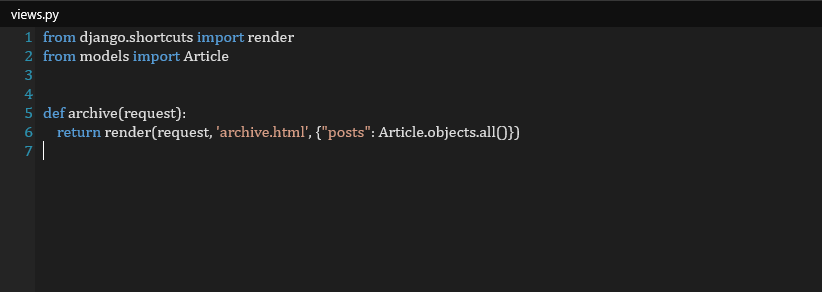 views.py
1 from django.shortcuts import render
2 from models import Article
3
4
5 def archive(request):
6     return render(request, 'archive.html', {"posts": Article.objects.all()})
7